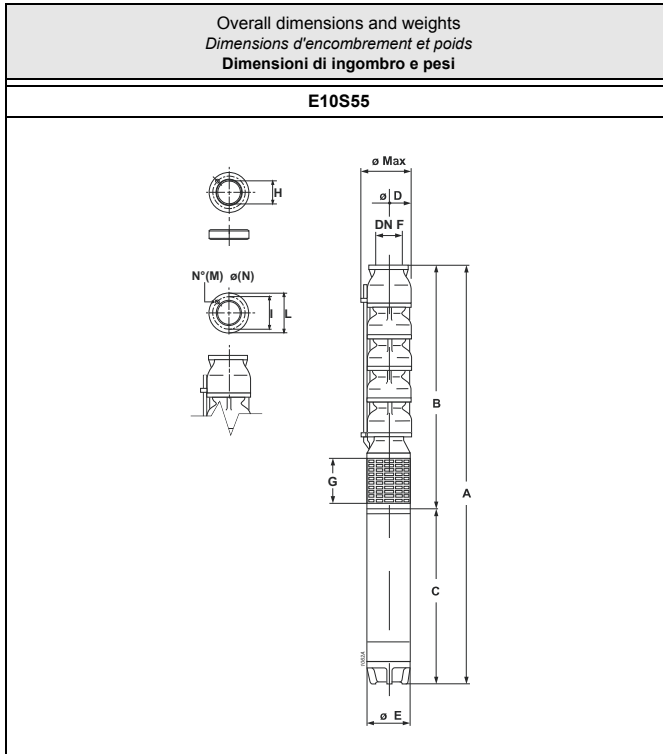 Overall dimensions and weights
Dimensions d'encombrement et poids
Dimensioni di ingombro e pesi
E10S55
ø Max
ø D
DN F
H
N°(M) ø(N)
I
L
B
A
G
C
ø E